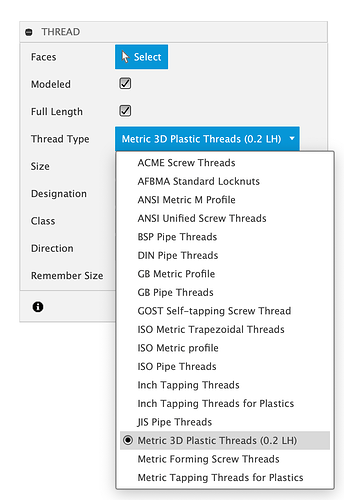 THREAD
Faces
Select
Modeled
Full Length
Thread Type
Metric 3D Plastic Threads (0.2 LH)
Size
Designation
Class
Direction
Remember Size
ACME Screw Threads
AFBMA Standard Locknuts
ANSI Metric M Profile
ANSI Unified Screw Threads
BSP Pipe Threads
DIN Pipe Threads
GB Metric Profile
GB Pipe Threads
GOST Self-tapping Screw Thread
ISO Metric Trapezoidal Threads
ISO Metric profile
ISO Pipe Threads
Inch Tapping Threads
Inch Tapping Threads for Plastics
JIS Pipe Threads
Metric 3D Plastic Threads (0.2 LH)
Metric Forming Screw Threads
Metric Tapping Threads for Plastics